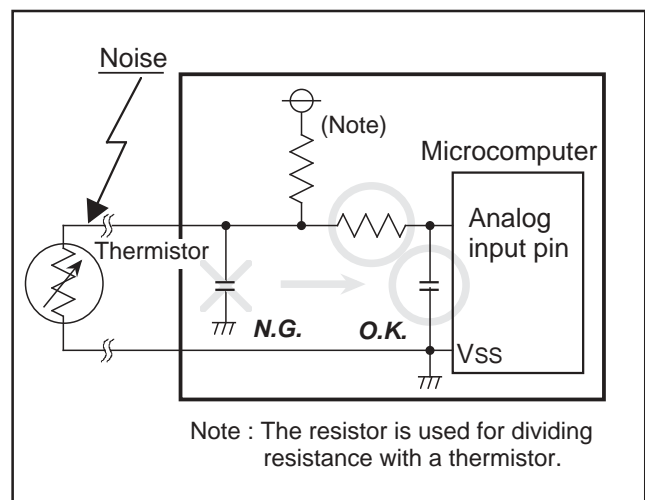 Noise
(Note)
Microcomputer
Analog
input pin
Thermistor
N.G.
O.K.
VSS
Note : The resistor is used for dividing
resistance with a thermistor.